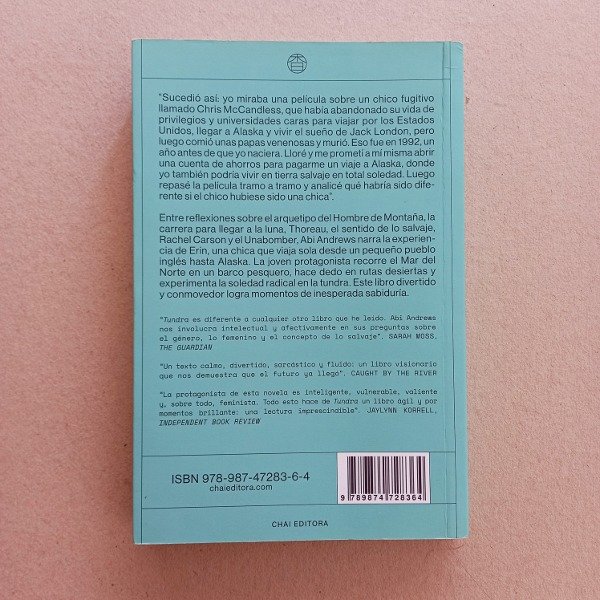 "Sucedió así: yo miraba una película sobre un chico fugitivo
llamado Chris McCandless, que había abandonado su vida de
privilegios y universidades caras para viajar por los Estados
Unidos, llegar a Alaska y vivir el sueño de Jack London, pero
luego comió unas papas venenosas y murió. Eso fue en 1992, un
año antes de que yo naciera. Lloré y me prometí a mí misma abrir
una cuenta de ahorros para pagarme un viaje a Alaska, donde
yo también podría vivir en tierra salvaje en total soledad. Luego
repasé la película tramo a tramo y analicé qué habría sido dife-
rente si el chico hubiese sido una chica".
Entre reflexiones sobre el arquetipo del Hombre de Montaña, la
carrera para llegar a la luna, Thoreau, el sentido de lo salvaje,
Rachel Carson y el Unabomber, Abi Andrews narra la experien-
cia de Erin, una chica que viaja sola desde un pequeño pueblo
inglés hasta Alaska. La joven protagonista recorre el Mar del
Norte en un barco pesquero, hace dedo en rutas desiertas y
experimenta la soledad radical en la tundra. Este libro divertido
y conmovedor logra momentos de inesperada sabiduría.
"Tundra es diferente a cualquier otro libro que he leído. Abi Andrews
nos involucra intelectual y afectivamente en sus preguntas sobre
el género, lo femenino y el concepto de lo salvaje". SARAH MOSS,
THE GUARDIAN
"Un texto calmo, divertido, sarcástico y fluido: un libro visionario
que nos demuestra que el futuro ya llegó". CAUGHT BY THE RIVER
"La protagonista de esta novela es inteligente, vulnerable, valiente
y, sobre todo, feminista. Todo esto hace de Tundra un libro ágil y por
momentos brillante: una lectura imprescindible". JAYLYNN KORRELL,
INDEPENDENT BOOK REVIEW
ISBN 978-987-47283-6-4
chaieditora.com
9 789874 728364
CHAI EDITORA